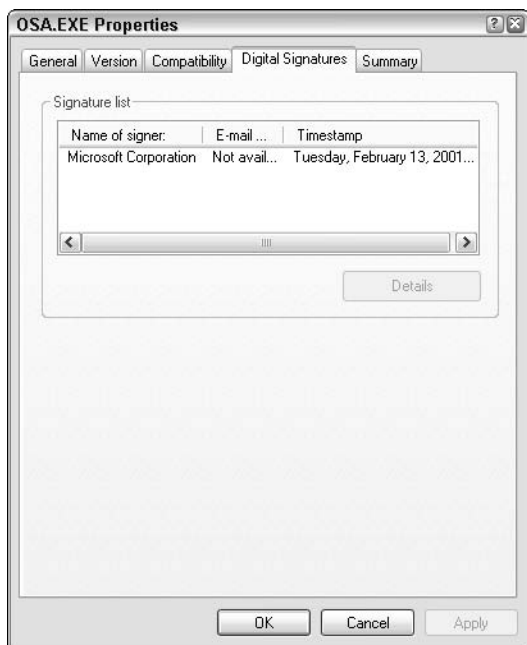 OSA.EXE Properties
General Version Compatibility Digital Signatures Summary
Signature list
Name of signer: E-mail ... Timestamp
Microsoft Corporation Not avail... Tuesday, February 13, 2001...
Details
OK Cancel Apply